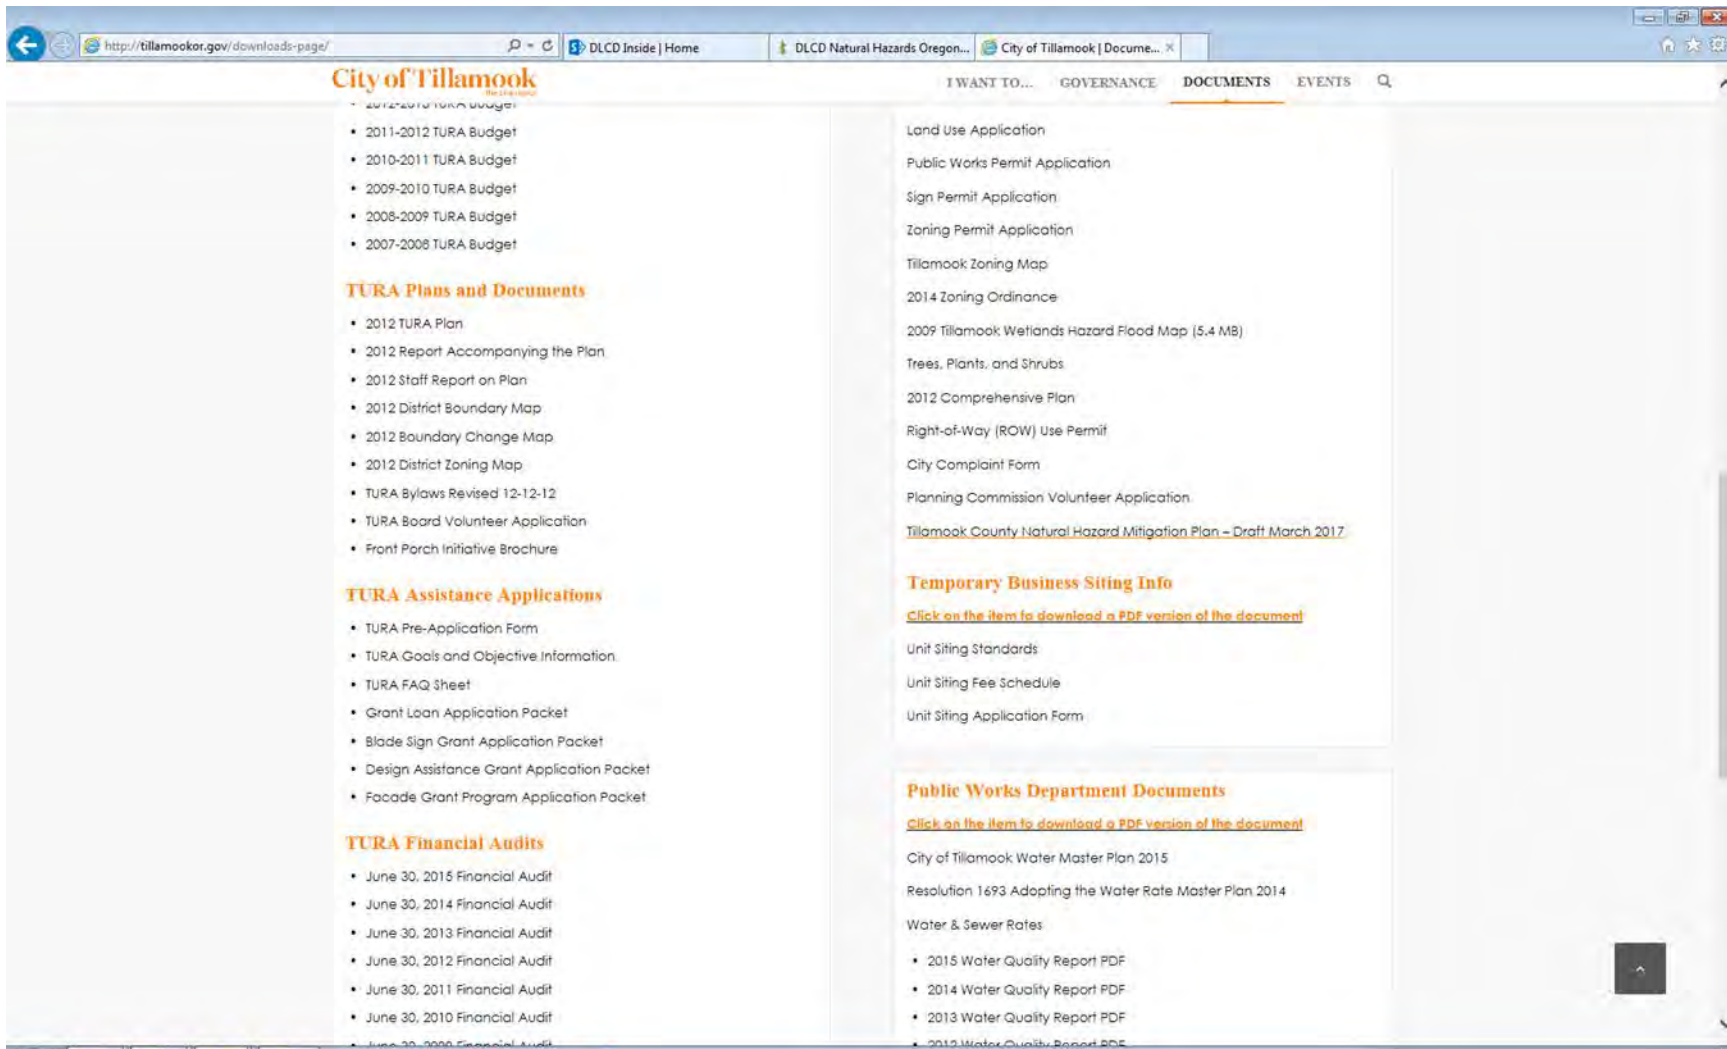 http://tillamookor.gov/downloads-page/
DLCD Inside | Home
DLCD Natural Hazards Oregon...
City of Tillamook | Docume...
City of Tillamook
I WANT TO...
GOVERNANCE
DOCUMENTS
EVENTS
2012-2013 TURA Budget
• 2011-2012 TURA Budget
• 2010-2011 TURA Budget
• 2009-2010 TURA Budget
• 2008-2009 TURA Budget
• 2007-2008 TURA Budget
TURA Plans and Documents
• 2012 TURA Plan
• 2012 Report Accompanying the Plan
• 2012 Staff Report on Plan
• 2012 District Boundary Map
• 2012 Boundary Change Map
• 2012 District Zoning Map
• TURA Bylaws Revised 12-12-12
• TURA Board Volunteer Application
• Front Porch Initiative Brochure
TURA Assistance Applications
• TURA Pre-Application Form
• TURA Goals and Objective Information
• TURA FAQ Sheet
• Grant Loan Application Packet
• Blade Sign Grant Application Packet
• Design Assistance Grant Application Packet
• Facade Grant Program Application Packet
TURA Financial Audits
• June 30, 2015 Financial Audit
• June 30, 2014 Financial Audit
• June 30, 2013 Financial Audit
• June 30, 2012 Financial Audit
• June 30, 2011 Financial Audit
• June 30, 2010 Financial Audit
• June 30, 2009 Financial Audit
Land Use Application
Public Works Permit Application
Sign Permit Application
Zoning Permit Application
Tillamook Zoning Map
2014 Zoning Ordinance
2009 Tillamook Wetlands Hazard Flood Map (5.4 MB)
Trees, Plants, and Shrubs
2012 Comprehensive Plan
Right-of-Way (ROW) Use Permit
City Complaint Form
Planning Commission Volunteer Application
Tillamook County Natural Hazard Mitigation Plan – Draft March 2017
Temporary Business Siting Info
Click on the item to download a PDF version of the document
Unit Siting Standards
Unit Siting Fee Schedule
Unit Siting Application Form
Public Works Department Documents
Click on the item to download a PDF version of the document
City of Tillamook Water Master Plan 2015
Resolution 1693 Adopting the Water Rate Master Plan 2014
Water & Sewer Rates
• 2015 Water Quality Report PDF
• 2014 Water Quality Report PDF
• 2013 Water Quality Report PDF
• 2012 Water Quality Report PDF